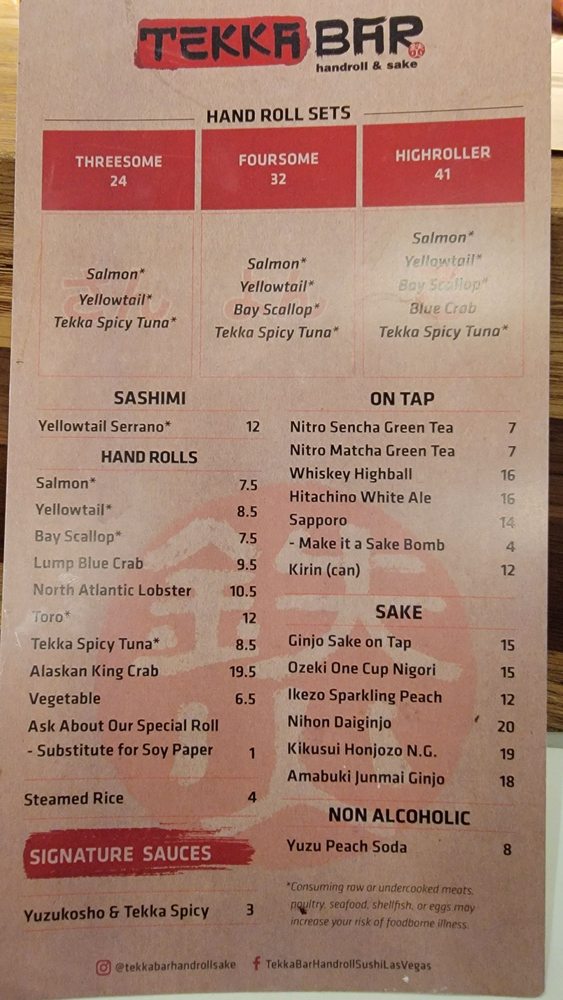 TEKKA BAR
handroll & sake
HAND ROLL SETS
THREESOME
24
Salmon*
Yellowtail*
Tekka Spicy Tuna*
FOURSOME
32
Salmon*
Yellowtail*
Bay Scallop*
Tekka Spicy Tuna*
HIGHROLLER
41
Salmon*
Yellowtail*
Bay Scallop*
Blue Crab
Tekka Spicy Tuna*
SASHIMI
Yellowtail Serrano* 12
HAND ROLLS
Salmon* 7.5
Yellowtail* 8.5
Bay Scallop* 7.5
Lump Blue Crab 9.5
North Atlantic Lobster 10.5
Toro* 12
Tekka Spicy Tuna* 8.5
Alaskan King Crab 19.5
Vegetable 6.5
Ask About Our Special Roll
- Substitute for Soy Paper 1
Steamed Rice 4
SIGNATURE SAUCES
Yuzukosho & Tekka Spicy 3
ON TAP
Nitro Sencha Green Tea 7
Nitro Matcha Green Tea 7
Whiskey Highball 16
Hitachino White Ale 16
Sapporo 14
- Make it a Sake Bomb 4
Kirin (can) 12
SAKE
Ginjo Sake on Tap 15
Ozeki One Cup Nigori 15
Ikezo Sparkling Peach 12
Nihon Daiginjo 20
Kikusui Honjozo N.G. 19
Amabuki Junmai Ginjo 18
NON ALCOHOLIC
Yuzu Peach Soda 8
*Consuming raw or undercooked meats,
poultry, seafood, shellfish, or eggs may
increase your risk of foodborne illness.
@tekkabarhandrollsake
TekkaBarHandrollSushiLasVegas